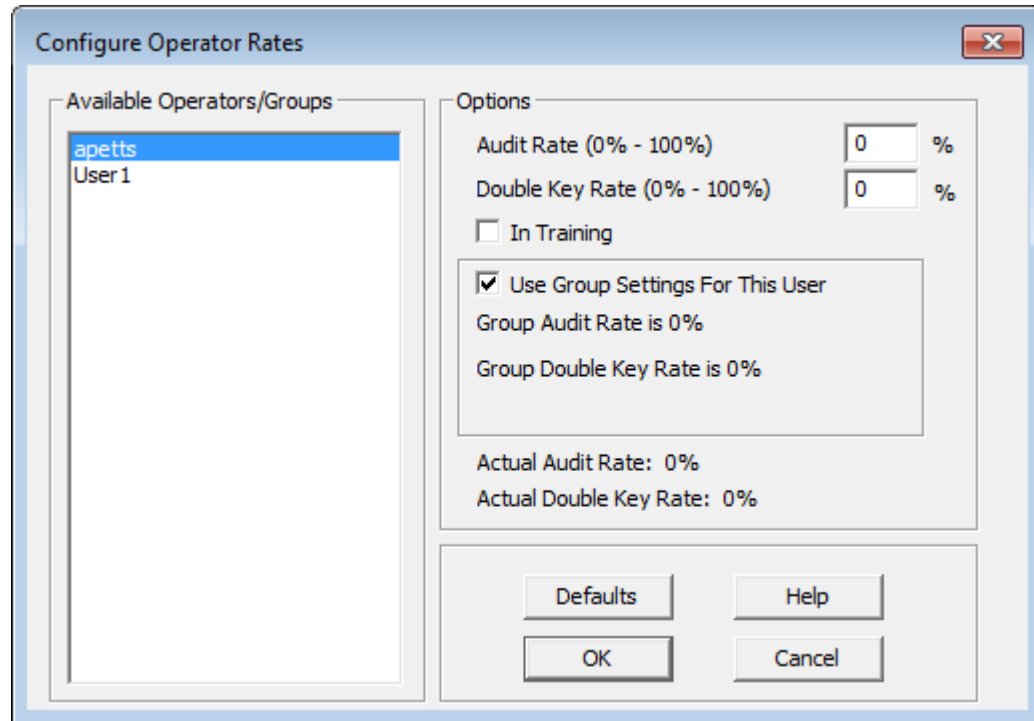 Configure Operator Rates
Available Operators/Groups
apetts
User1
Options
Audit Rate (0% - 100%) 0 %
Double Key Rate (0% - 100%) 0 %
In Training
Use Group Settings For This User
Group Audit Rate is 0%
Group Double Key Rate is 0%
Actual Audit Rate: 0%
Actual Double Key Rate: 0%
Defaults Help
OK Cancel